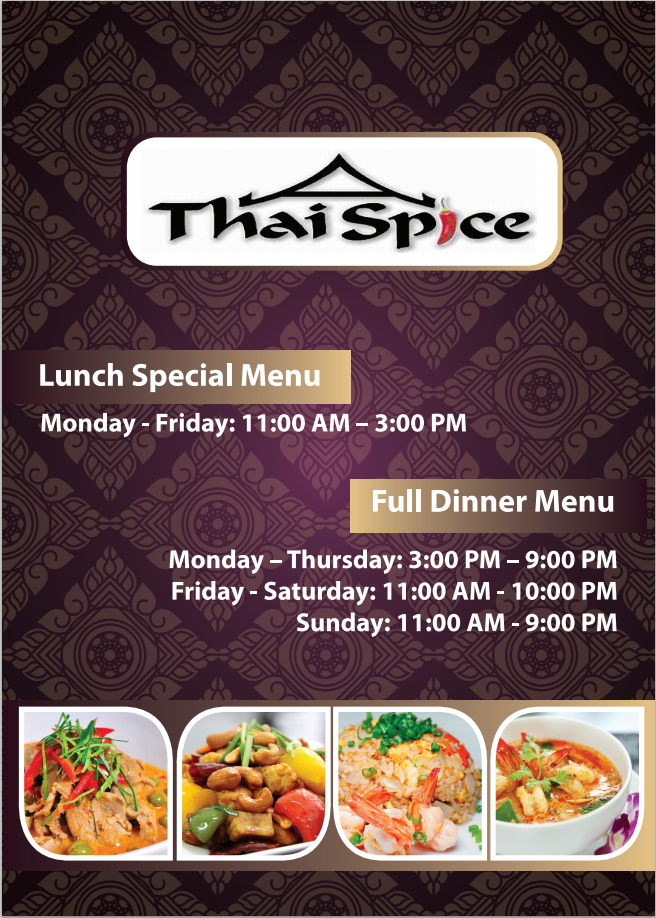 Thai Spice
Lunch Special Menu
Monday - Friday: 11:00 AM – 3:00 PM
Full Dinner Menu
Monday – Thursday: 3:00 PM – 9:00 PM
Friday - Saturday: 11:00 AM - 10:00 PM
Sunday: 11:00 AM - 9:00 PM